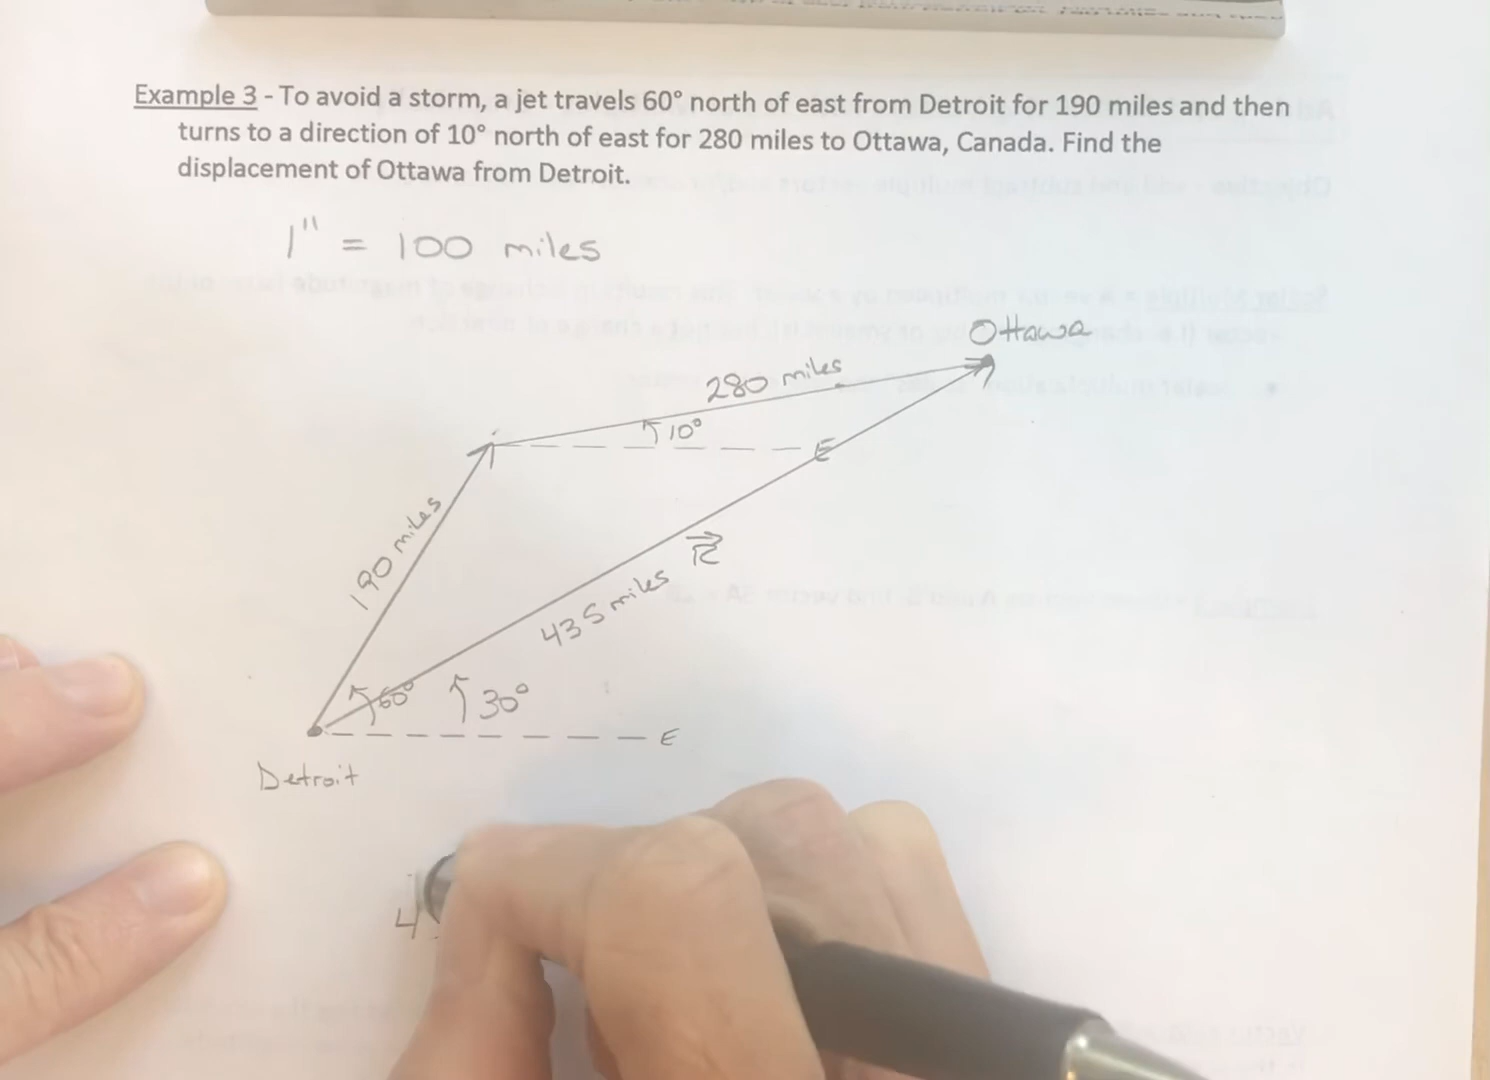 Example 3 - To avoid a storm, a jet travels 60° north of east from Detroit for 190 miles and then
turns to a direction of 10° north of east for 280 miles to Ottawa, Canada. Find the
displacement of Ottawa from Detroit.
1" = 100 miles
Ottawa
280 miles
10°
E
190 miles
R
435 miles
60°
30°
E
Detroit
4